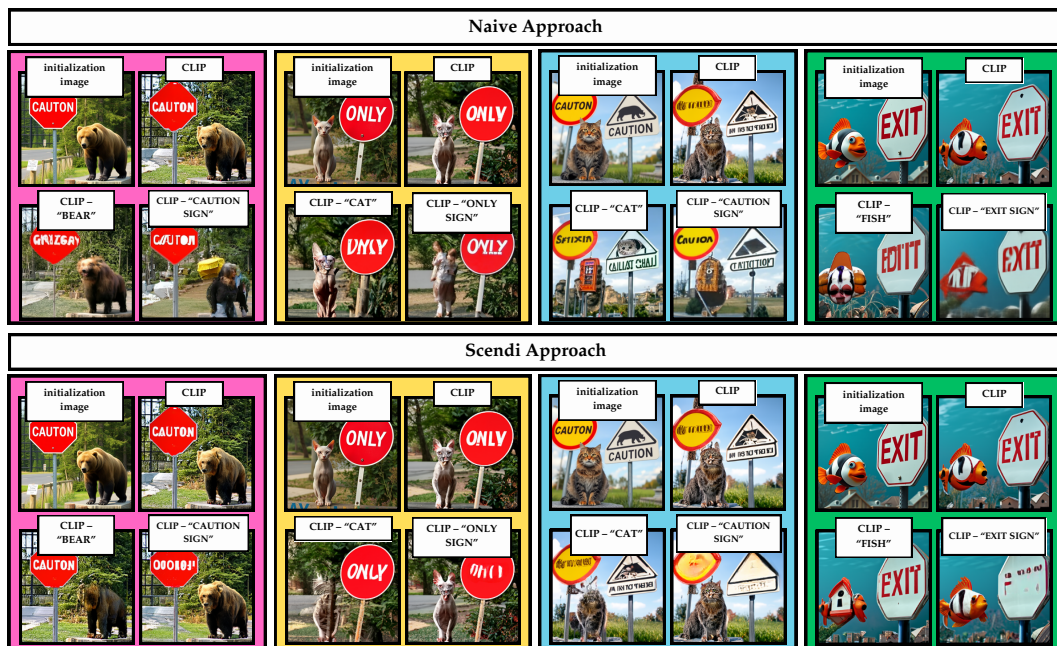 Naive Approach
initialization
image
CLIP
initialization
image
CLIP
initialization
image
CLIP
initialization
image
CLIP
CAUTON
CAUTON
ONLY
ONLY
CAUTON
CAUTION
EXIT
EXIT
CLIP –
“BEAR”
CLIP – “CAUTION
SIGN”
CLIP – “CAT”
CLIP – “ONLY
SIGN”
CLIP – “CAT”
CLIP – “CAUTION
SIGN”
CLIP –
“FISH”
CLIP – “EXIT SIGN”
ONLY
Scendi Approach
initialization
image
CLIP
initialization
image
CLIP
initialization
image
CLIP
initialization
image
CLIP
CAUTON
CAUTON
ONLY
ONLY
CAUTON
CAUTION
EXIT
EXIT
CLIP –
“BEAR”
CLIP – “CAUTION
SIGN”
CLIP – “CAT”
CLIP – “ONLY
SIGN”
CLIP – “CAT”
CLIP – “CAUTION
SIGN”
CLIP –
“FISH”
CLIP – “EXIT SIGN”
CAUTON
ONLY
EXIT